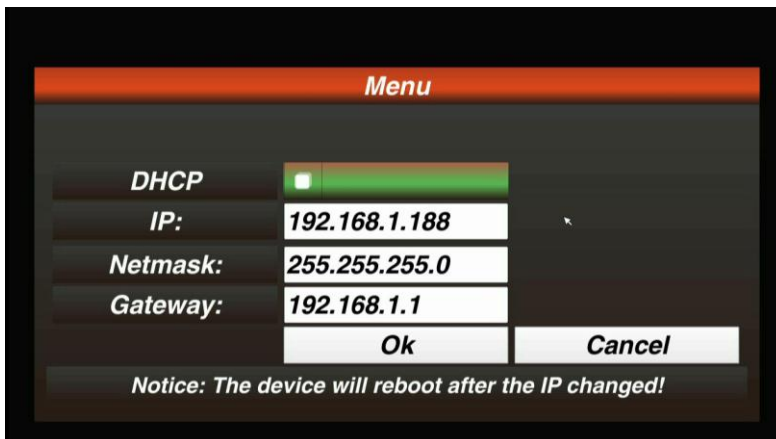 Menu
DHCP
IP: 192.168.1.188
Netmask: 255.255.255.0
Gateway: 192.168.1.1
Ok Cancel
Notice: The device will reboot after the IP changed!